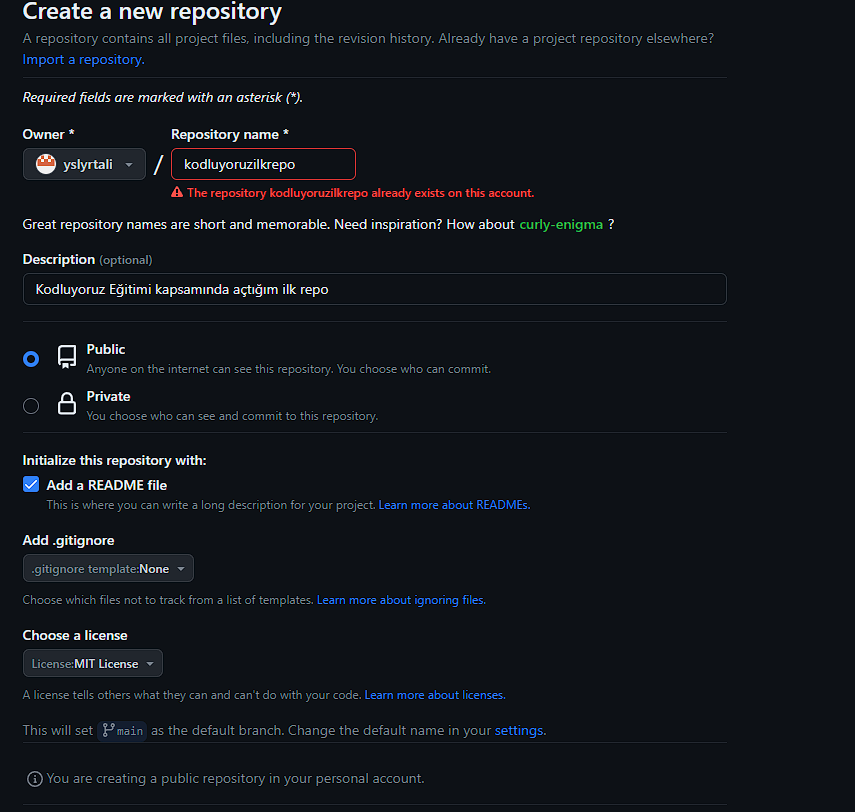 Create a new repository
A repository contains all project files, including the revision history. Already have a project repository elsewhere?
Import a repository.
Required fields are marked with an asterisk (*).
Owner * Repository name *
yslyrtali / kodluyoruzilkrepo
The repository kodluyoruzilkrepo already exists on this account.
Great repository names are short and memorable. Need inspiration? How about curly-enigma ?
Description (optional)
Kodluyoruz Eğitimi kapsamında açtığım ilk repo
Public
Anyone on the internet can see this repository. You choose who can commit.
Private
You choose who can see and commit to this repository.
Initialize this repository with:
Add a README file
This is where you can write a long description for your project. Learn more about READMEs.
Add .gitignore
.gitignore template:None
Choose which files not to track from a list of templates. Learn more about ignoring files.
Choose a license
License:MIT License
A license tells others what they can and can't do with your code. Learn more about licenses.
This will set main as the default branch. Change the default name in your settings.
You are creating a public repository in your personal account.